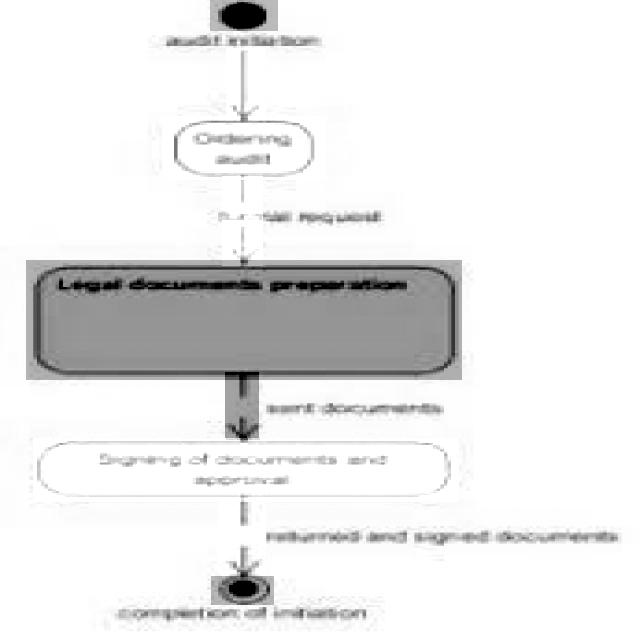 audit initiation
Ordering
audit
request
Legal documents preparation
sent documents
Signing of documents and
approval
returned and signed documents
completion of initiation